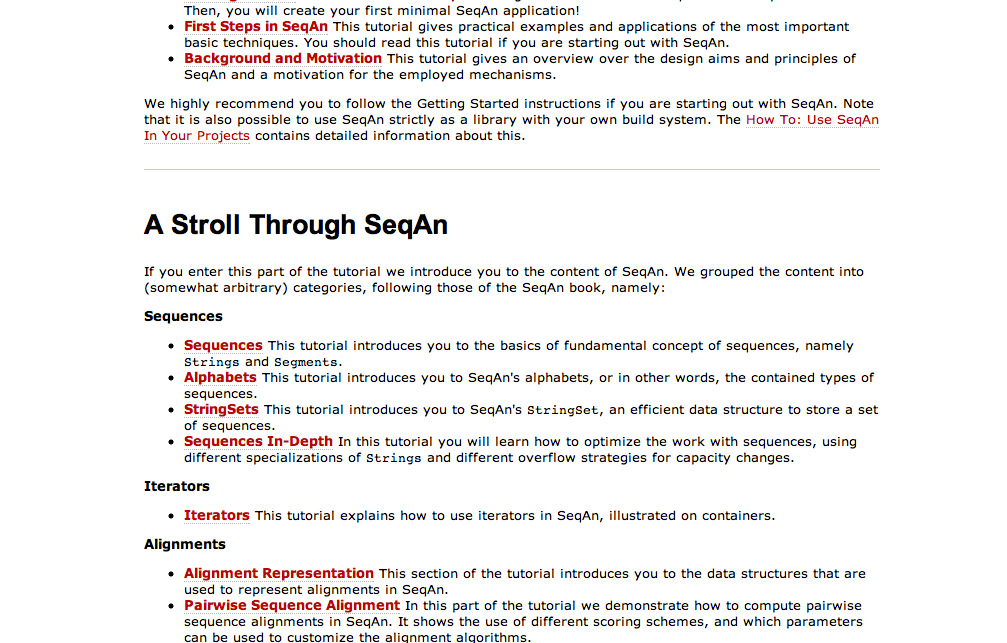 Then, you will create your first minimal SeqAn application!
First Steps in SeqAn This tutorial gives practical examples and applications of the most important
basic techniques. You should read this tutorial if you are starting out with SeqAn.
Background and Motivation This tutorial gives an overview over the design aims and principles of
SeqAn and a motivation for the employed mechanisms.
We highly recommend you to follow the Getting Started instructions if you are starting out with SeqAn. Note
that it is also possible to use SeqAn strictly as a library with your own build system. The How To: Use SeqAn
In Your Projects contains detailed information about this.
A Stroll Through SeqAn
If you enter this part of the tutorial we introduce you to the content of SeqAn. We grouped the content into
(somewhat arbitrary) categories, following those of the SeqAn book, namely:
Sequences
Sequences This tutorial introduces you to the basics of fundamental concept of sequences, namely
Strings and Segments.
Alphabets This tutorial introduces you to SeqAn's alphabets, or in other words, the contained types of
sequences.
StringSets This tutorial introduces you to SeqAn's StringSet, an efficient data structure to store a set
of sequences.
Sequences In-Depth In this tutorial you will learn how to optimize the work with sequences, using
different specializations of Strings and different overflow strategies for capacity changes.
Iterators
Iterators This tutorial explains how to use iterators in SeqAn, illustrated on containers.
Alignments
Alignment Representation This section of the tutorial introduces you to the data structures that are
used to represent alignments in SeqAn.
Pairwise Sequence Alignment In this part of the tutorial we demonstrate how to compute pairwise
sequence alignments in SeqAn. It shows the use of different scoring schemes, and which parameters
can be used to customize the alignment algorithms.